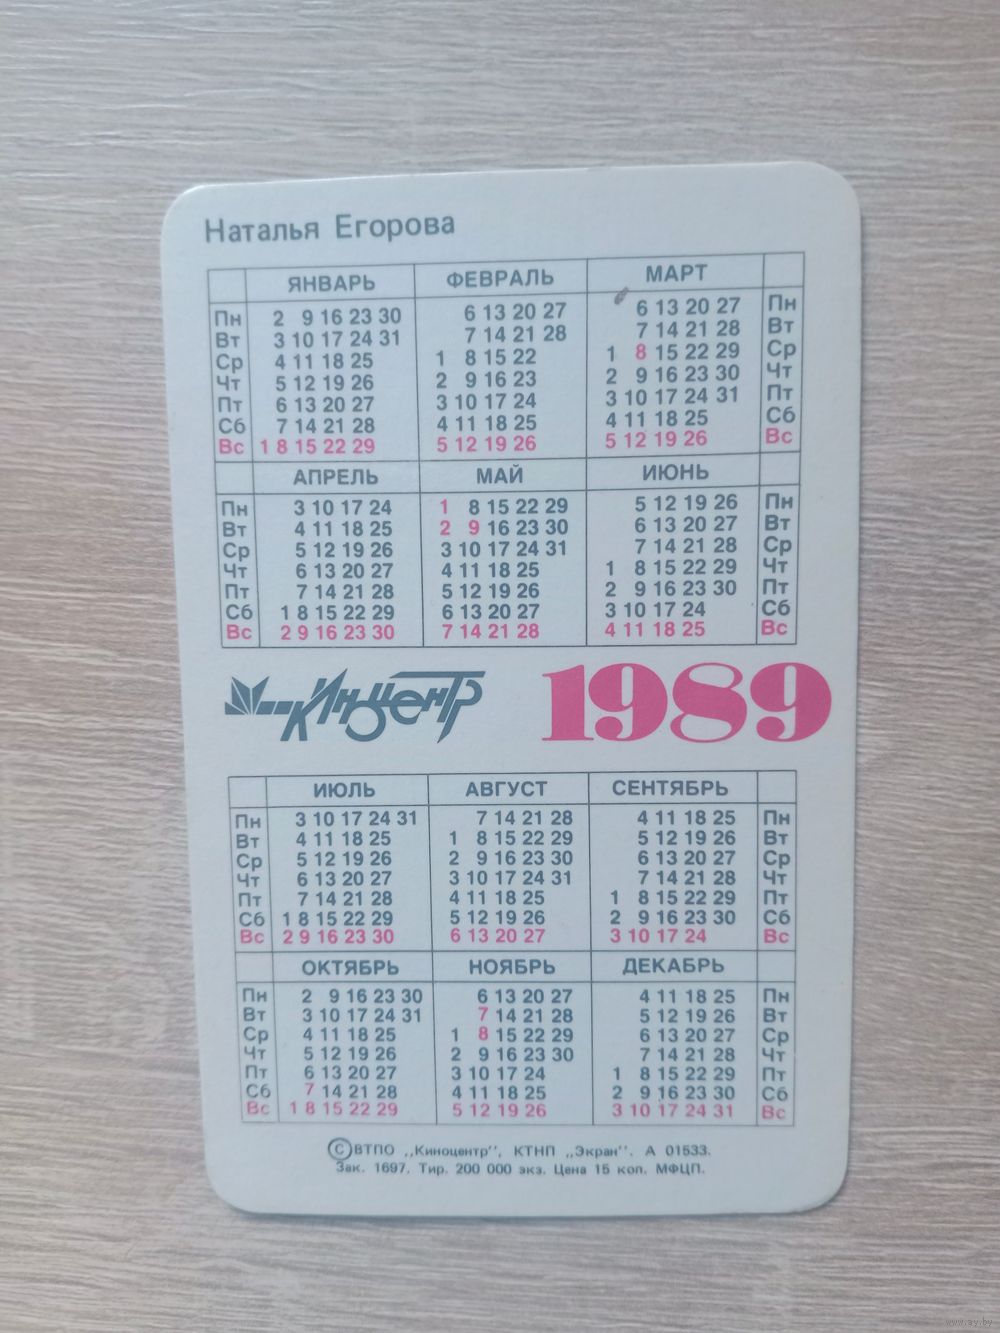 Наталья Егорова
ЯНВАРЬ ФЕВРАЛЬ МАРТ
Пн 2 9 16 23 30 6 13 20 27 6 13 20 27 Пн
Вт 3 10 17 24 31 7 14 21 28 7 14 21 28 Вт
Ср 4 11 18 25 1 8 15 22 1 8 15 22 29 Ср
Чт 5 12 19 26 2 9 16 23 2 9 16 23 30 Чт
Пт 6 13 20 27 3 10 17 24 3 10 17 24 31 Пт
Сб 7 14 21 28 4 11 18 25 4 11 18 25 Сб
Вс 1 8 15 22 29 5 12 19 26 5 12 19 26 Вс
АПРЕЛЬ МАЙ ИЮНЬ
Пн 3 10 17 24 1 8 15 22 29 5 12 19 26 Пн
Вт 4 11 18 25 2 9 16 23 30 6 13 20 27 Вт
Ср 5 12 19 26 3 10 17 24 31 7 14 21 28 Ср
Чт 6 13 20 27 4 11 18 25 1 8 15 22 29 Чт
Пт 7 14 21 28 5 12 19 26 2 9 16 23 30 Пт
Сб 1 8 15 22 29 6 13 20 27 3 10 17 24 Сб
Вс 2 9 16 23 30 7 14 21 28 4 11 18 25 Вс
Киноцентр 1989
ИЮЛЬ АВГУСТ СЕНТЯБРЬ
Пн 3 10 17 24 31 7 14 21 28 4 11 18 25 Пн
Вт 4 11 18 25 1 8 15 22 29 5 12 19 26 Вт
Ср 5 12 19 26 2 9 16 23 30 6 13 20 27 Ср
Чт 6 13 20 27 3 10 17 24 31 7 14 21 28 Чт
Пт 7 14 21 28 4 11 18 25 1 8 15 22 29 Пт
Сб 1 8 15 22 29 5 12 19 26 2 9 16 23 30 Сб
Вс 2 9 16 23 30 6 13 20 27 3 10 17 24 Вс
ОКТЯБРЬ НОЯБРЬ ДЕКАБРЬ
Пн 2 9 16 23 30 6 13 20 27 4 11 18 25 Пн
Вт 3 10 17 24 31 7 14 21 28 5 12 19 26 Вт
Ср 4 11 18 25 1 8 15 22 29 6 13 20 27 Ср
Чт 5 12 19 26 2 9 16 23 30 7 14 21 28 Чт
Пт 6 13 20 27 3 10 17 24 1 8 15 22 29 Пт
Сб 7 14 21 28 4 11 18 25 2 9 16 23 30 Сб
Вс 1 8 15 22 29 5 12 19 26 3 10 17 24 31 Вс
©ВТПО „Киноцентр”, КТНП „Экран”. А 01533.
Зак. 1697. Тир. 200 000 экз. Цена 15 коп. МФЦП.
www.ay.by